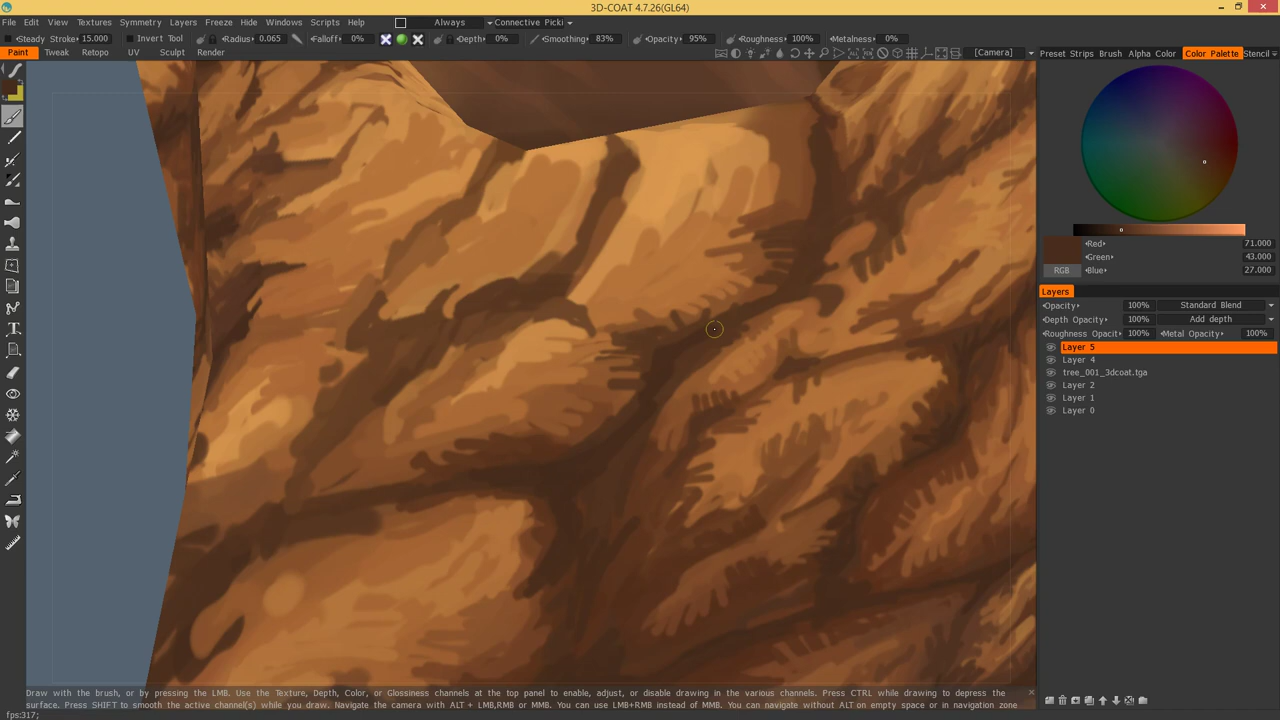 3D-COAT 4.7.26(GL64)
File Edit View Textures Symmetry Layers Freeze Hide Windows Scripts Help Always Connective Picki
Steady Stroke 15.000 Invert Tool Radius 0.065 Falloff 0% Depth 0% Smoothing 83% Opacity 95% Roughness 100% Metalness 0%
Paint Tweak Retopo UV Sculpt Render [Camera] Preset Strips Brush Alpha Color Color Palette Stencil
Red 71.000
Green 43.000
RGB Blue 27.000
Layers
Opacity 100% Standard Blend
Depth Opacity 100% Add depth
Roughness Opacit 100% Metal Opacity 100%
Layer 5
Layer 4
tree_001_3dcoat.tga
Layer 2
Layer 1
Layer 0
Draw with the brush, or by pressing the LMB. Use the Texture, Depth, Color, or Glossiness channels at the top panel to enable, adjust, or disable drawing in the various channels. Press CTRL while drawing to depress the
surface. Press SHIFT to smooth the active channel(s) while you draw. Navigate the camera with ALT + LMB,RMB or MMB. You can use LMB+RMB instead of MMB. You can navigate without ALT on empty space or in navigation zone
fps:317;